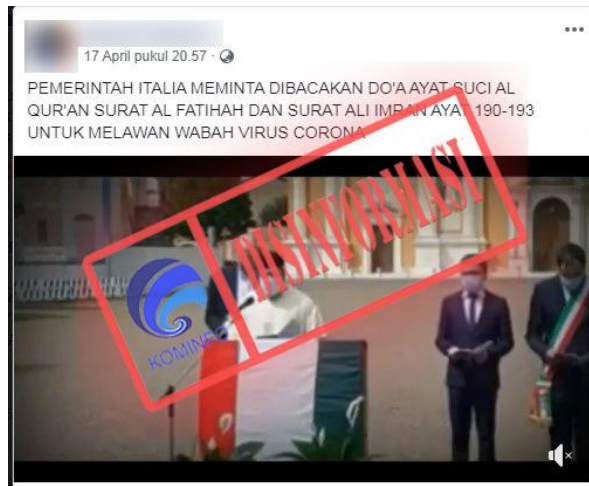 17 April pukul 20.57
PEMERINTAH ITALIA MEMINTA DIBACAKAN DO'A AYAT SUCI AL
QUR'AN SURAT AL FATIHAH DAN SURAT ALI IMRAN AYAT 190-193
UNTUK MELAWAN WABAH VIRUS CORONA
DISINFORMASI
KOMINFO